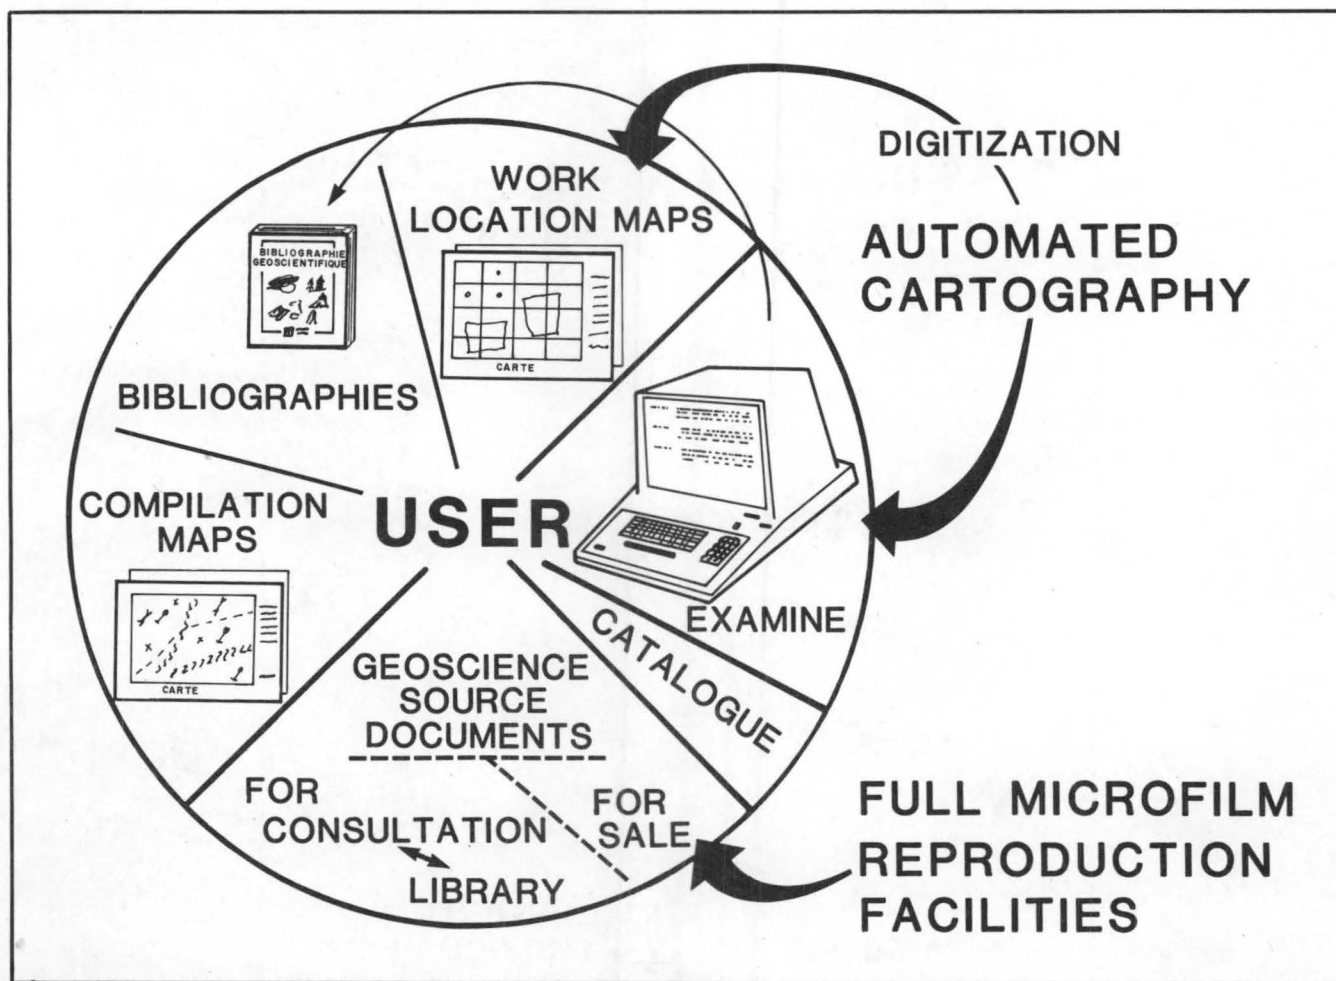 WORK
LOCATION MAPS
CARTE
BIBLIOGRAPHIE
GEOSCIENTIFIQUE
BIBLIOGRAPHIES
COMPILATION
MAPS
CARTE
USER
EXAMINE
CATALOGUE
GEOSCIENCE
SOURCE
DOCUMENTS
FOR
CONSULTATION
LIBRARY
FOR
SALE
DIGITIZATION
AUTOMATED
CARTOGRAPHY
FULL MICROFILM
REPRODUCTION
FACILITIES